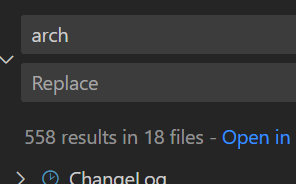 arch
Replace
558 results in 18 files - Open in
ChangeLog